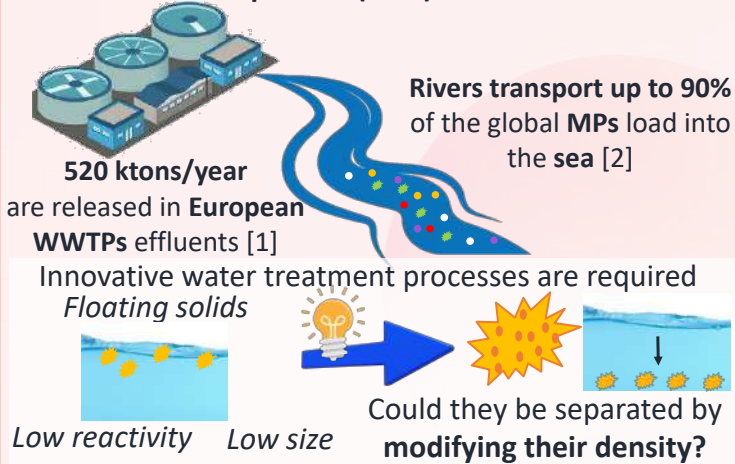 Rivers transport up to 90%
of the global MPs load into
the sea [2]
520 ktons/year
are released in European
WWTPs effluents [1]
Innovative water treatment processes are required
Floating solids
Low reactivity Low size
Could they be separated by
modifying their density?